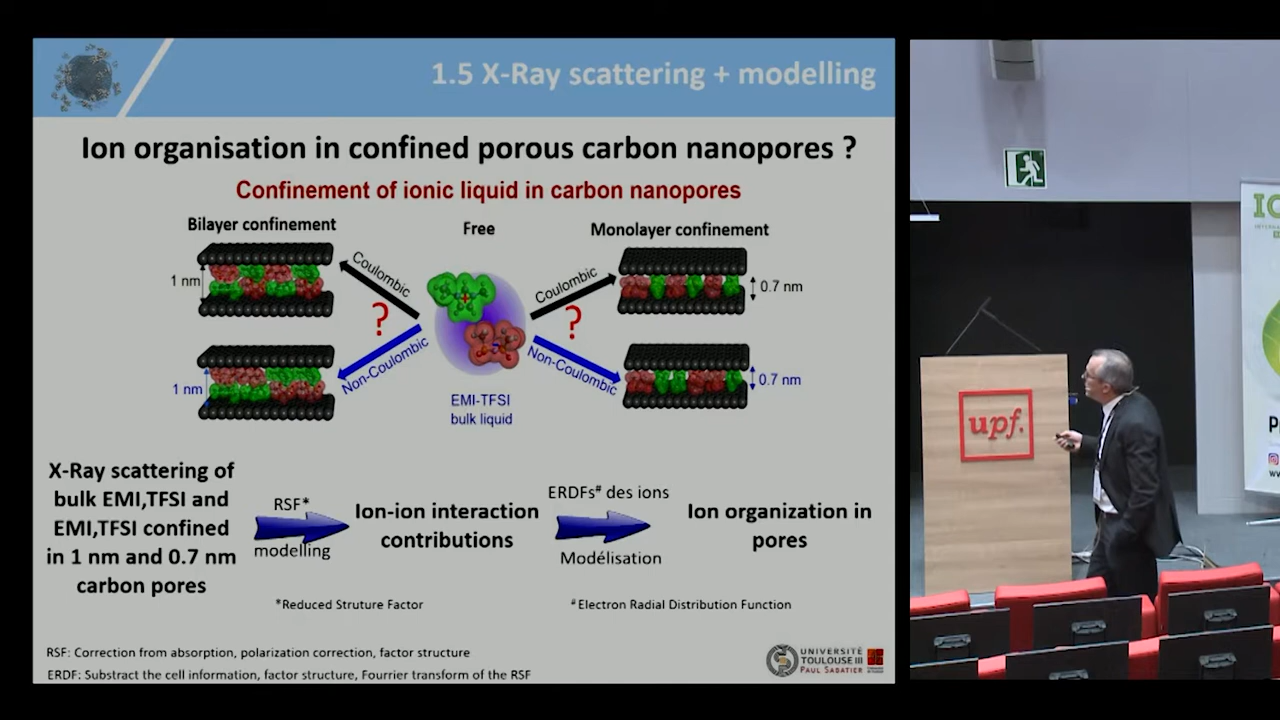 1.5 X-Ray scattering + modelling
Ion organisation in confined porous carbon nanopores ?
Confinement of ionic liquid in carbon nanopores
Bilayer confinement
Free
Monolayer confinement
1 nm
Coulombic
Coulombic
0.7 nm
?
?
1 nm
Non-Coulombic
Non-Coulombic
0.7 nm
EMI-TFSI
bulk liquid
X-Ray scattering of
bulk EMI,TFSI and
EMI,TFSI confined
in 1 nm and 0.7 nm
carbon pores
RSF*
modelling
Ion-ion interaction
contributions
ERDFs# des ions
Modélisation
Ion organization in
pores
*Reduced Struture Factor
#Electron Radial Distribution Function
RSF: Correction from absorption, polarization correction, factor structure
ERDF: Substract the cell information, factor structure, Fourrier transform of the RSF
UNIVERSITÉ
TOULOUSE III
PAUL SABATIER
upf.